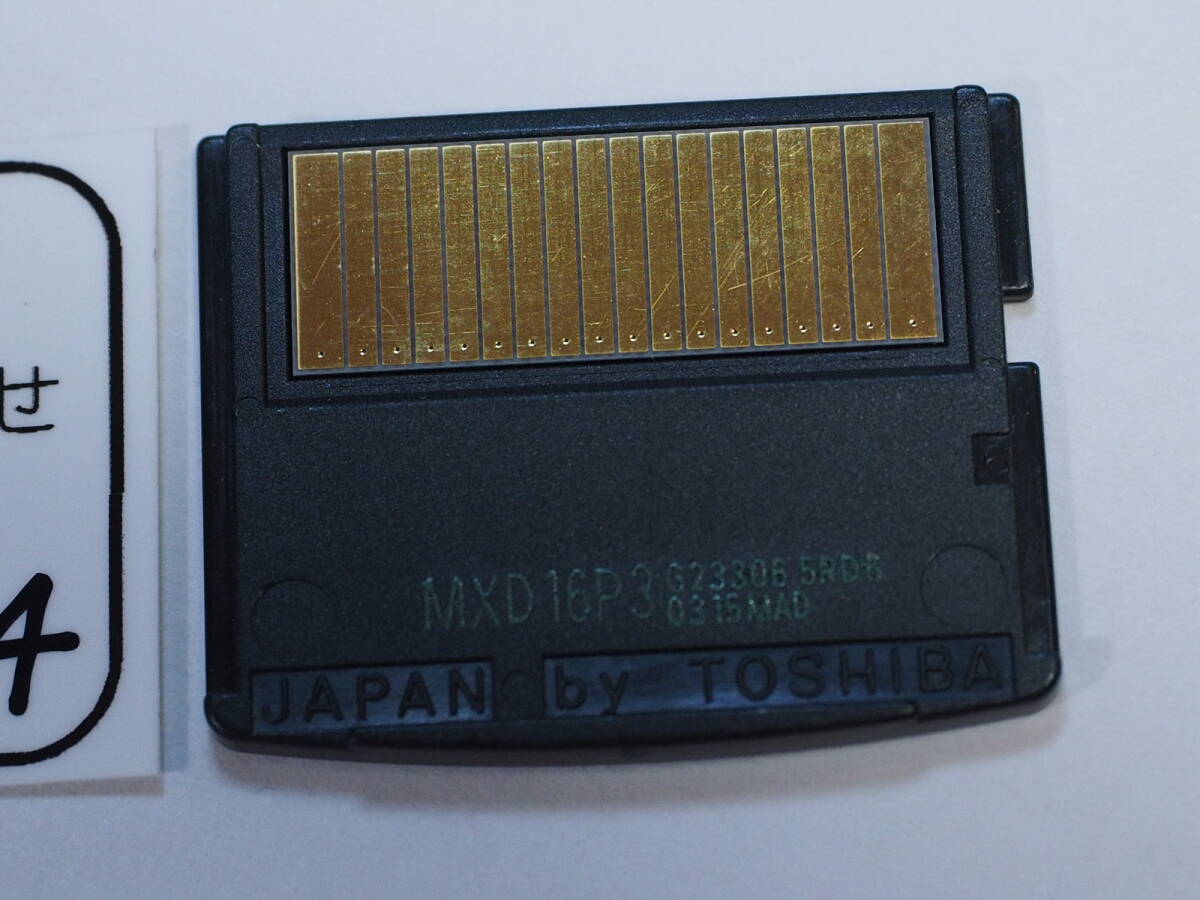 せ
4
MXD16P3 G23306 5RDB
0315MAD
JAPAN by TOSHIBA